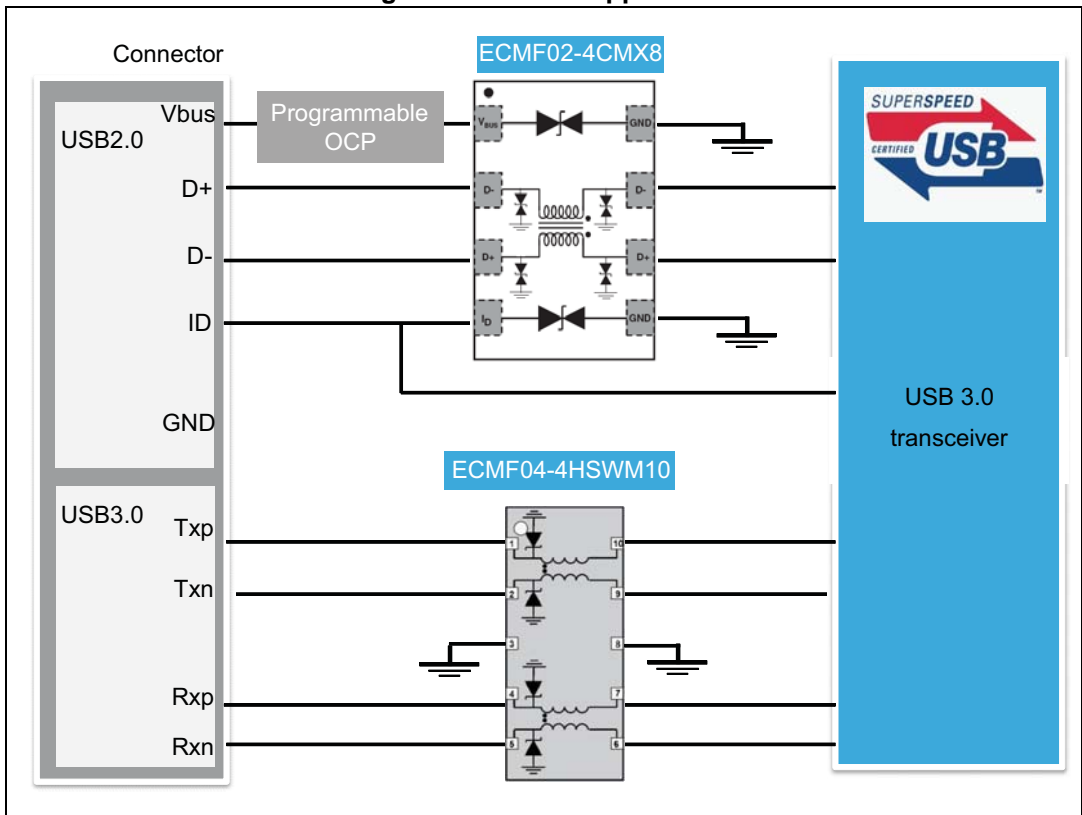 Connector
ECMF02-4CMX8
USB2.0
Vbus
Programmable
OCP
D+
D-
ID
GND
VBUS
GND
D-
D-
D+
D+
ID
GND
SUPERSPEED
CERTIFIED
USB
TM
USB 3.0
transceiver
ECMF04-4HSWM10
USB3.0
Txp
Txn
Rxp
Rxn
1
10
2
9
3
8
4
7
5
6